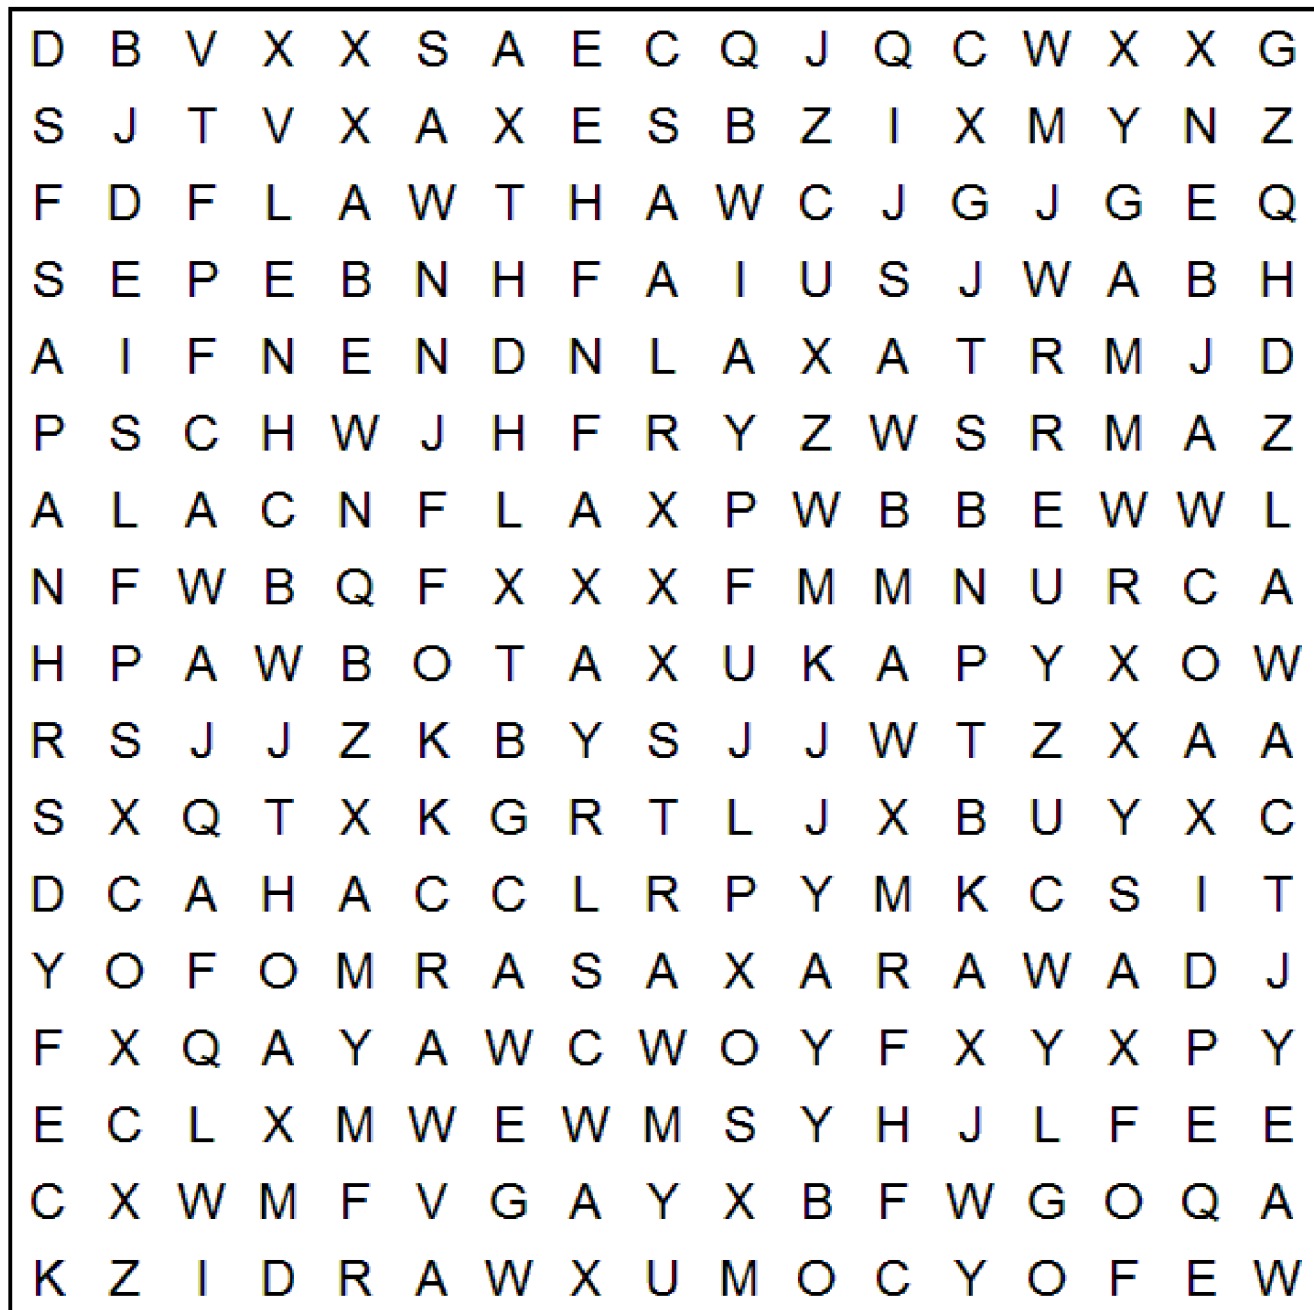 D B V X X S A E C Q J Q C W X X G
S J T V X A X E S B Z I X M Y N Z
F D F L A W T H A W C J G J G E Q
S E P E B N H F A I U S J W A B H
A I F N E N D N L A X A T R M J D
P S C H W J H F R Y Z W S R M A Z
A L A C N F L A X P W B B E W W L
N F W B Q F X X X F M M N U R C A
H P A W B O T A X U K A P Y X O W
R S J J Z K B Y S J J W T Z X A A
S X Q T X K G R T L J X B U Y X C
D C A H A C C L R P Y M K C S I T
Y O F O M R A S A X A R A W A D J
F X Q A Y A W C W O Y F X Y X P Y
E C L X M W E W M S Y H J L F E E
C X W M F V G A Y X B F W G O Q A
K Z I D R A W X U M O C Y O F E W